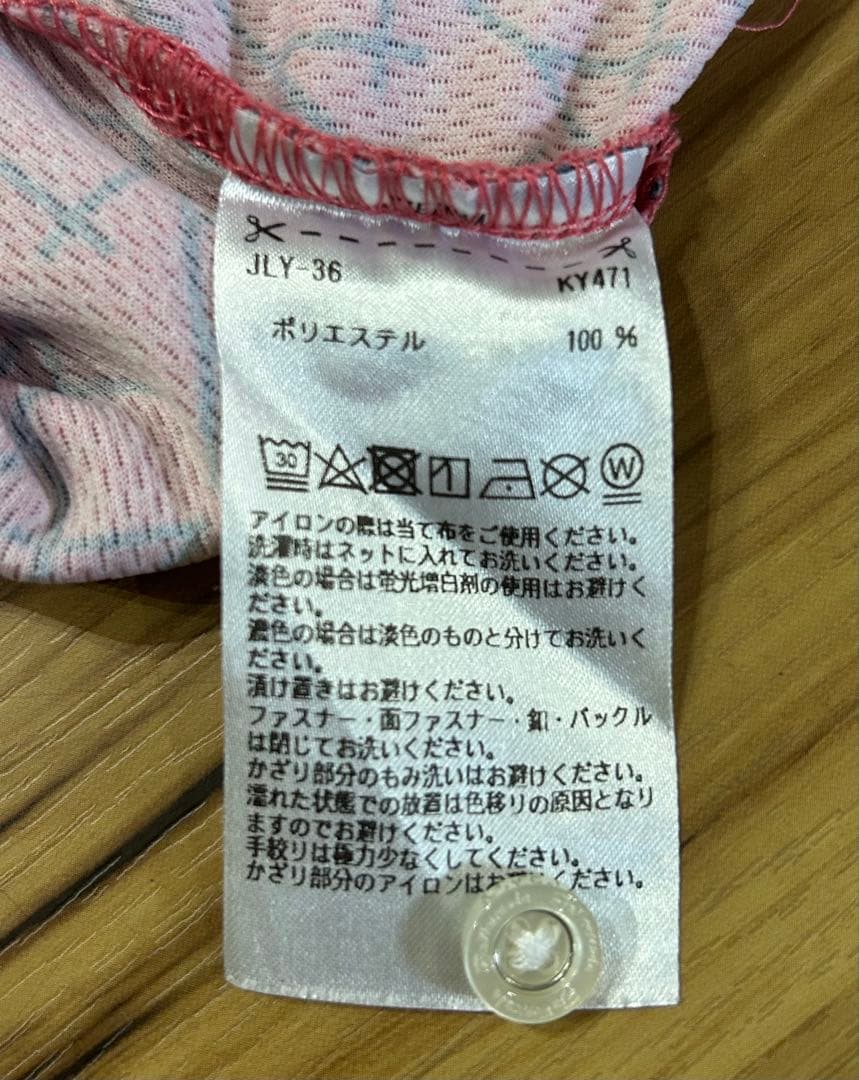 JLY-36 KY471
ポリエステル 100 %
30 W
アイロンの際は当て布をご使用ください。
洗濯時はネットに入れてお洗いください。
淡色の場合は蛍光増白剤の使用はお避けく
ださい。
濃色の場合は淡色のものと分けてお洗いく
ださい。
漬け置きはお避けください。
ファスナー・面ファスナー・釦・バックル
は閉じてお洗いください。
かざり部分のもみ洗いはお避けください。
濡れた状態での放置は色移りの原因となり
ますのでお避けください。
手絞りは極力少なくしてください。
かざり部分のアイロンはお ください。